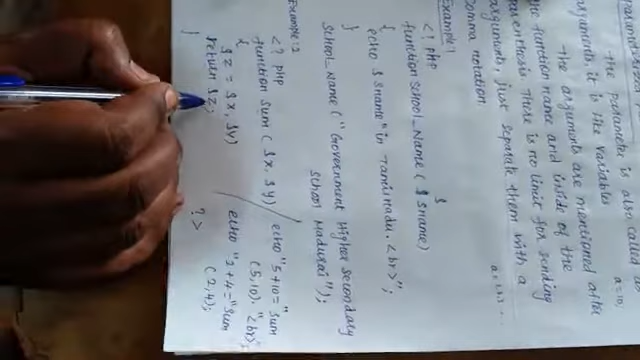 the parameter is also called as
arguments, it is the variables
a=10;
the arguments are mentioned after
the function name and inside of the
parenthesis. There is no limit for sending
arguments, just separate them with a
Comma notation.
Example:1
<? php
function school_Name ( $ sname)
{
echo $ sname "in Tamilnadu. <br>";
}
school_Name ( "Government Higher secondary
School Madurai");
Example:2
<? php
function sum ( $x, $y)
{
$z = $x, $y)
return $z;
}
echo "5+10=" sum
(5,10). "<br>";
echo "2+4=" sum
(2,4);
?>